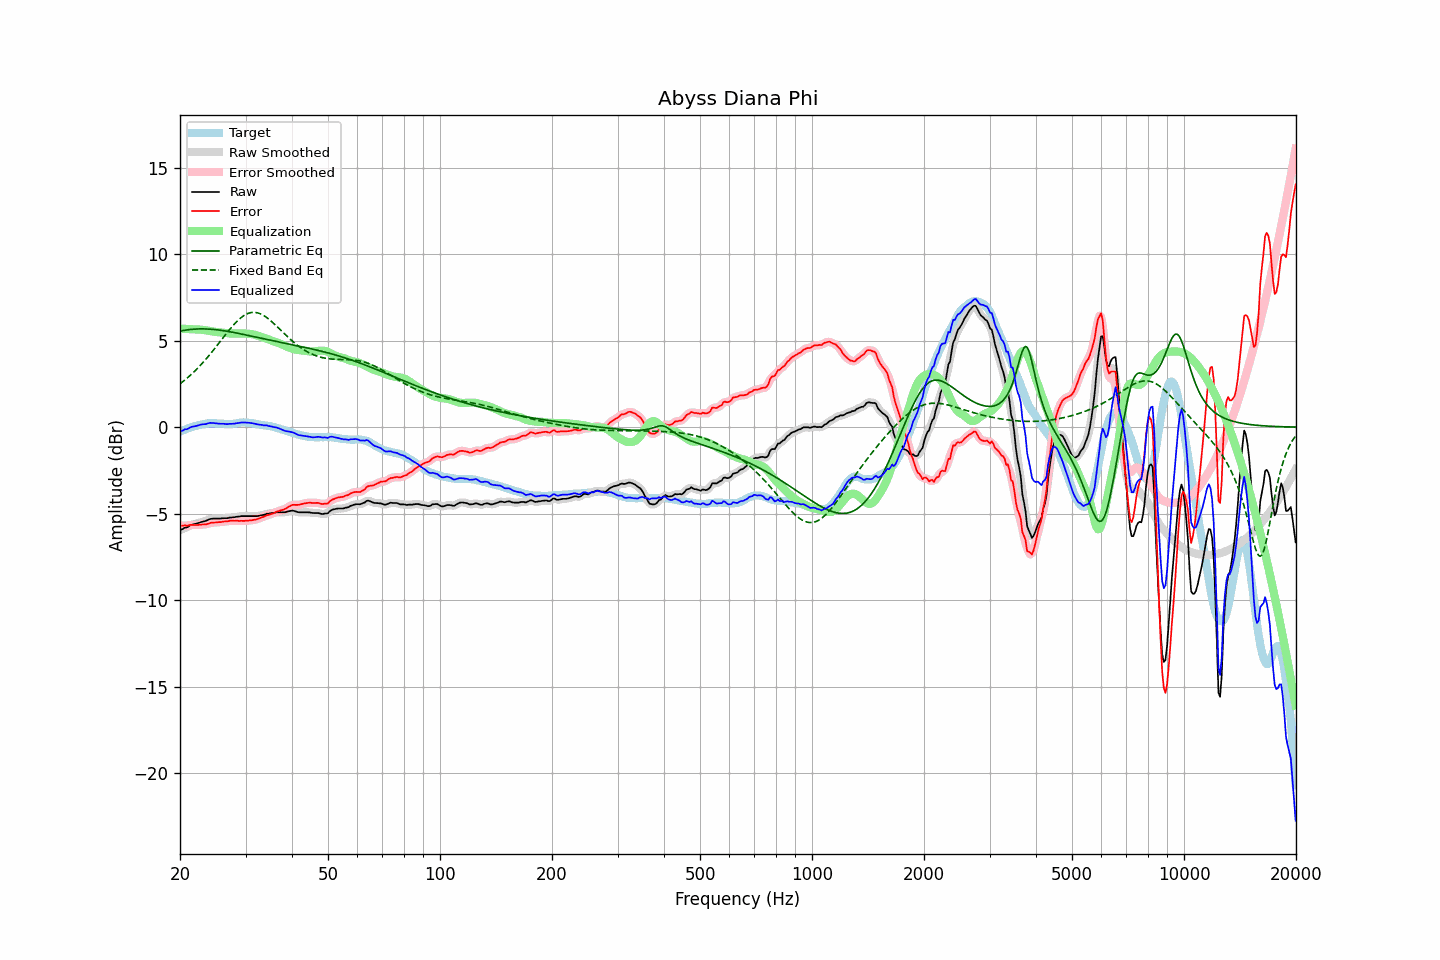 Abyss Diana Phi
Target
Raw Smoothed
Error Smoothed
Raw
Error
Equalization
Parametric Eq
Fixed Band Eq
Equalized
Amplitude (dBr)
15
10
5
0
−5
−10
−15
−20
20
50
100
200
500
1000
2000
5000
10000
20000
Frequency (Hz)